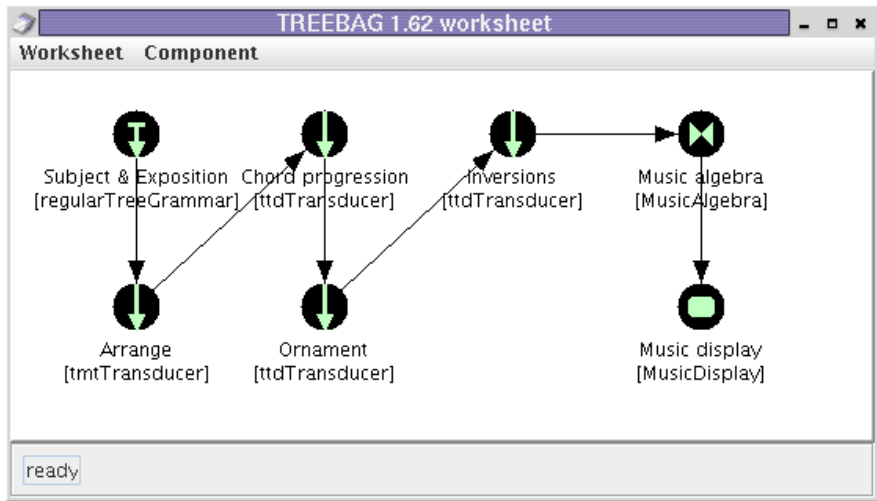 TREEBAG 1.62 worksheet
Worksheet Component
Subject & Exposition
[regularTreeGrammar]
Chord progression
[ttdTransducer]
Inversions
[ttdTransducer]
Music algebra
[MusicAlgebra]
Arrange
[tmtTransducer]
Ornament
[ttdTransducer]
Music display
[MusicDisplay]
ready